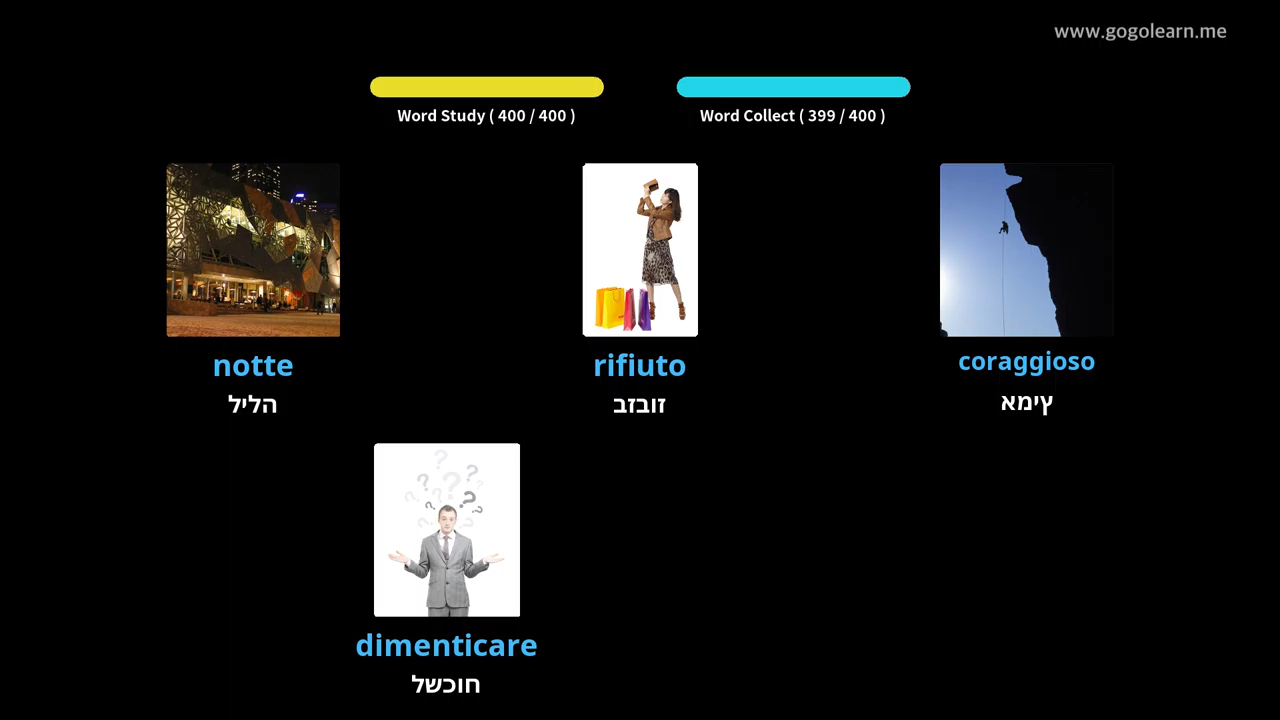 www.gogolearn.me
Word Study ( 400 / 400 )
Word Collect ( 399 / 400 )
notte
הליל
rifiuto
זובזב
coraggioso
ץימא
dimenticare
חוכשל